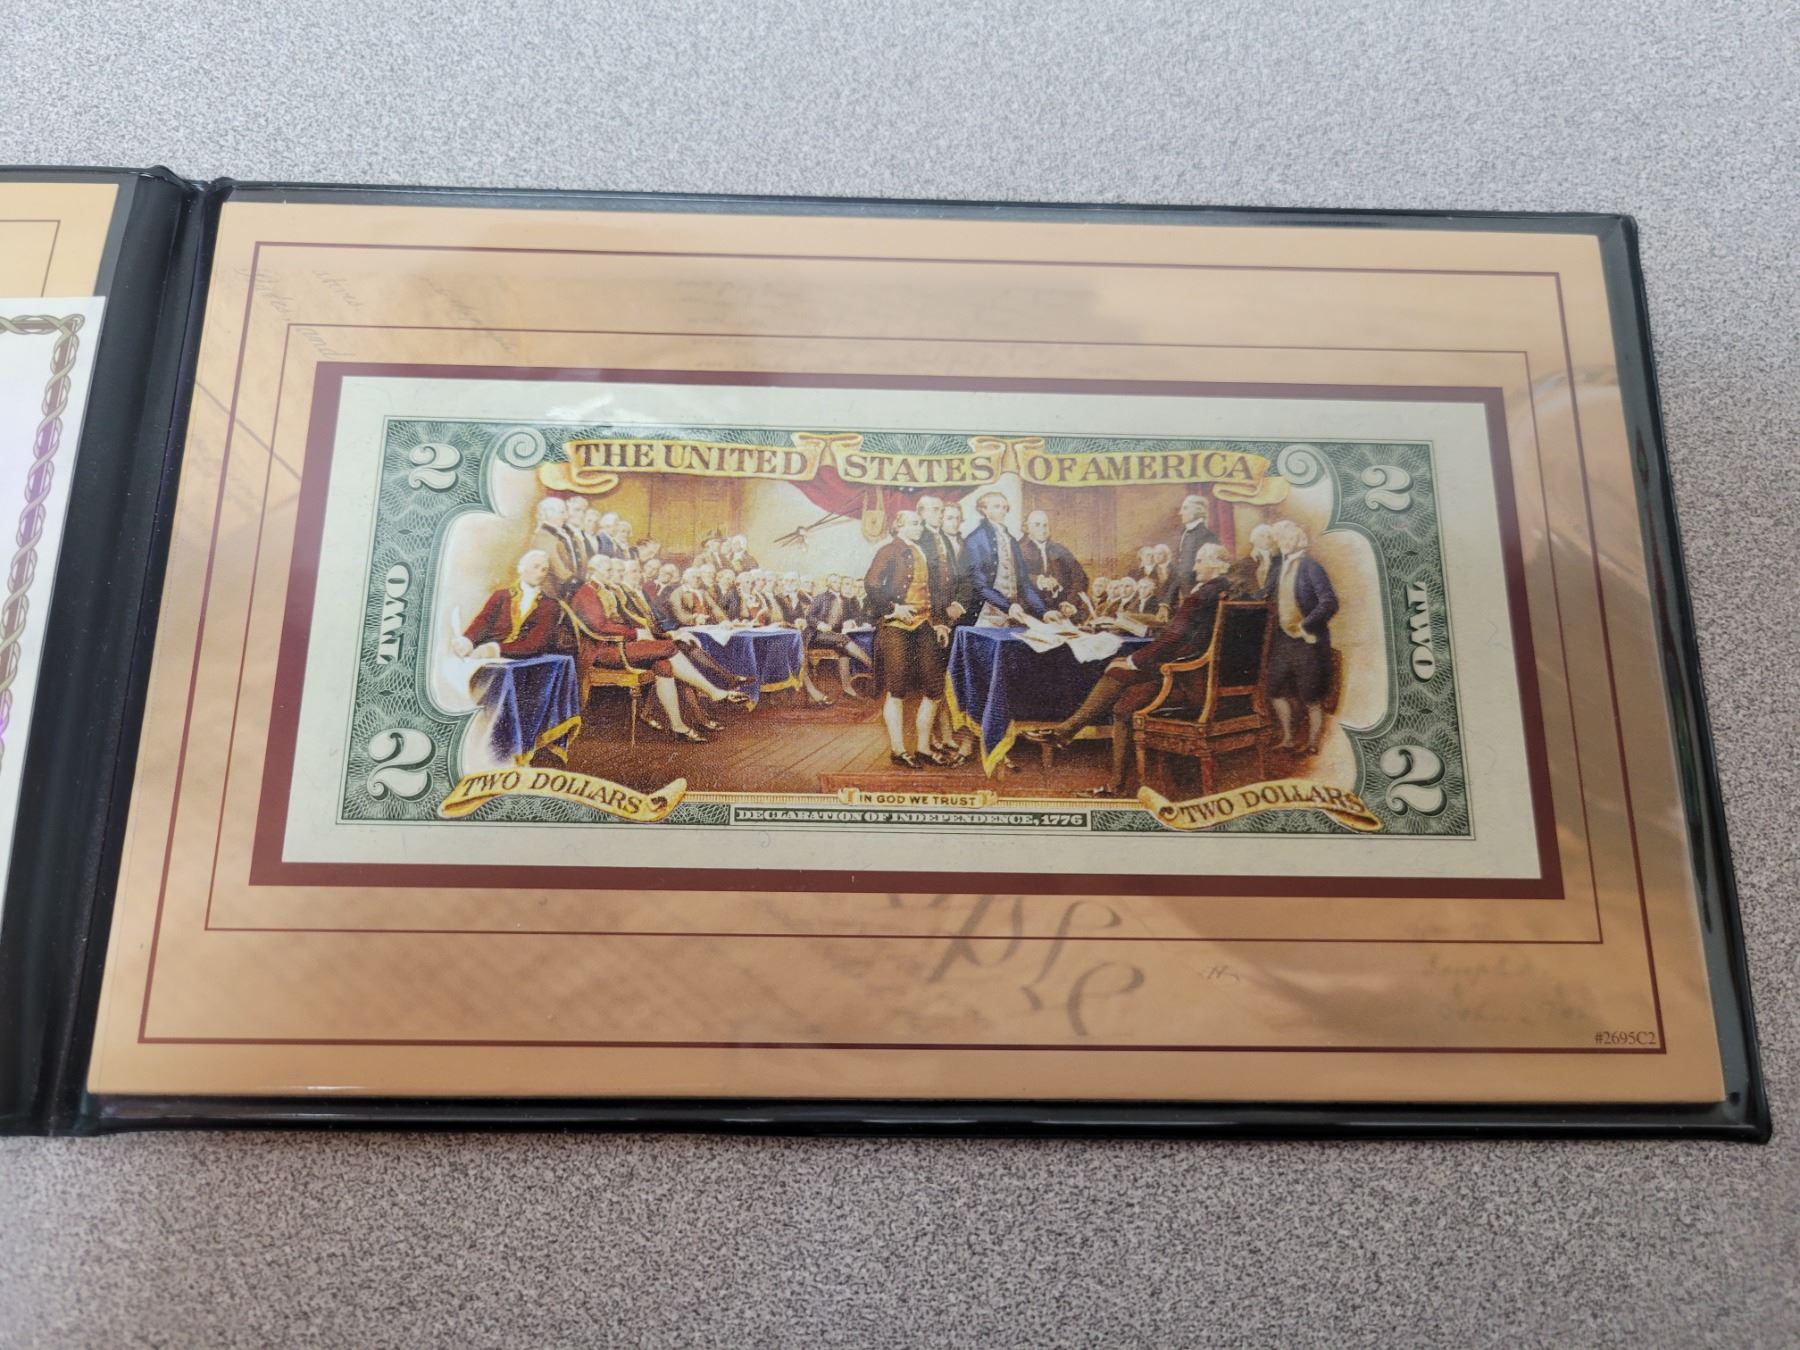 THE UNITED STATES OF AMERICA
2
2
TWO
TWO
2
2
TWO DOLLARS
IN GOD WE TRUST
TWO DOLLARS
DECLARATION OF INDEPENDENCE, 1776
#2695C2